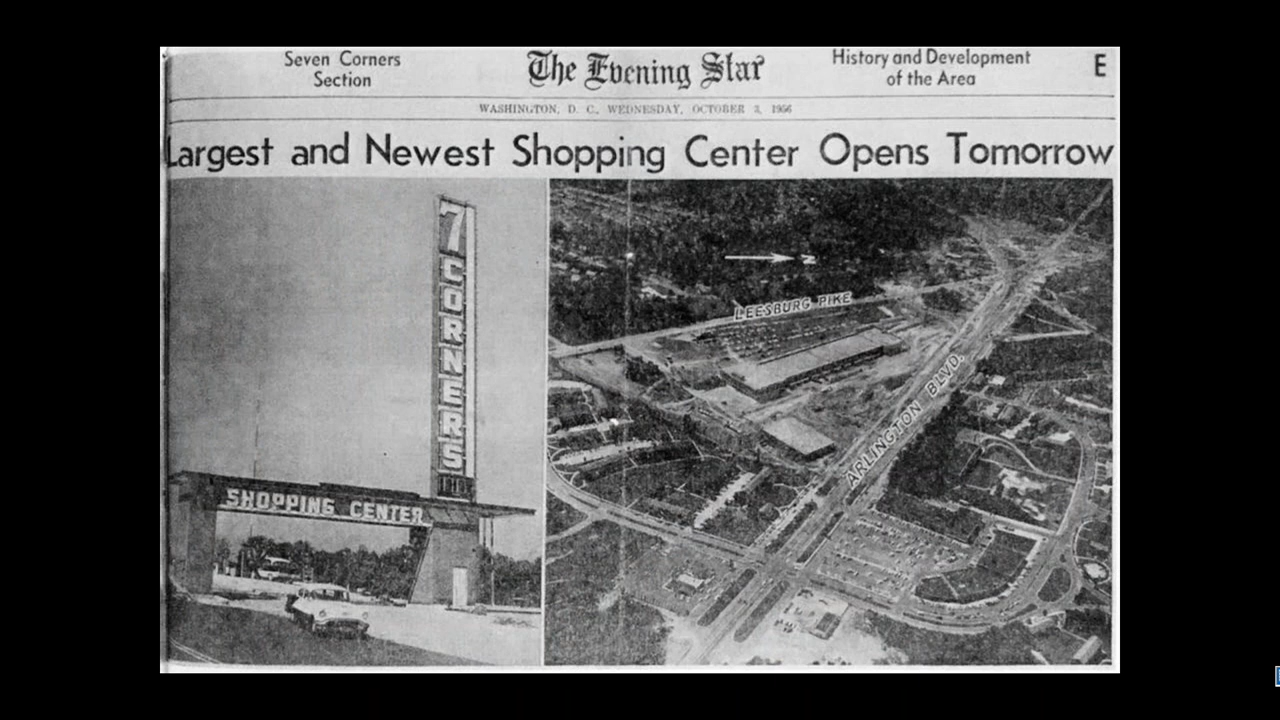 Seven Corners
Section
The Evening Star
History and Development
of the Area
E
WASHINGTON, D. C., WEDNESDAY, OCTOBER 3, 1956
Largest and Newest Shopping Center Opens Tomorrow
7 CORNERS
SHOPPING CENTER
LEESBURG PIKE
ARLINGTON BLVD.